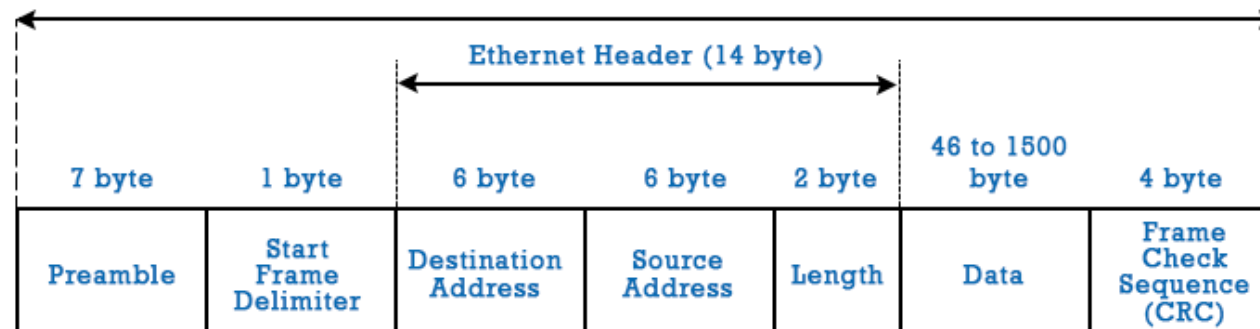 Ethernet Header (14 byte)
46 to 1500
7 byte 1 byte 6 byte 6 byte 2 byte byte 4 byte
Preamble
Start
Frame
Delimiter
Destination
Address
Source
Address
Length
Data
Frame
Check
Sequence
(CRC)